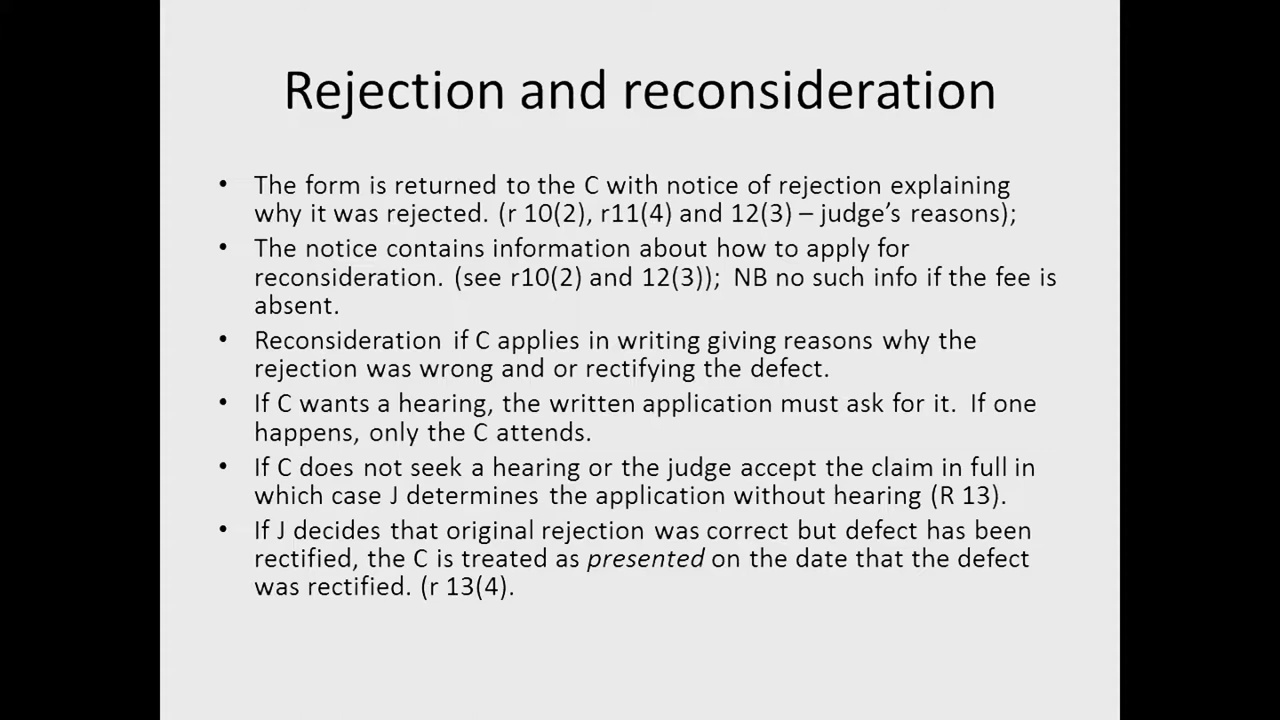 Rejection and reconsideration
• The form is returned to the C with notice of rejection explaining
why it was rejected. (r 10(2), r11(4) and 12(3) – judge’s reasons);
• The notice contains information about how to apply for
reconsideration. (see r10(2) and 12(3)); NB no such info if the fee is
absent.
• Reconsideration if C applies in writing giving reasons why the
rejection was wrong and or rectifying the defect.
• If C wants a hearing, the written application must ask for it. If one
happens, only the C attends.
• If C does not seek a hearing or the judge accept the claim in full in
which case J determines the application without hearing (R 13).
• If J decides that original rejection was correct but defect has been
rectified, the C is treated as presented on the date that the defect
was rectified. (r 13(4).